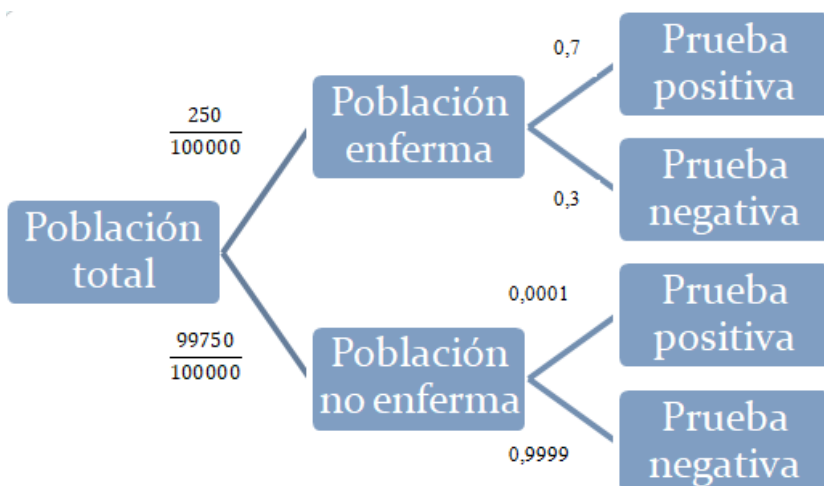 0,7
Prueba
positiva
250
100000
Población
enferma
0,3
Prueba
negativa
Población
total
0,0001
Prueba
positiva
99750
100000
Población
no enferma
0,9999
Prueba
negativa